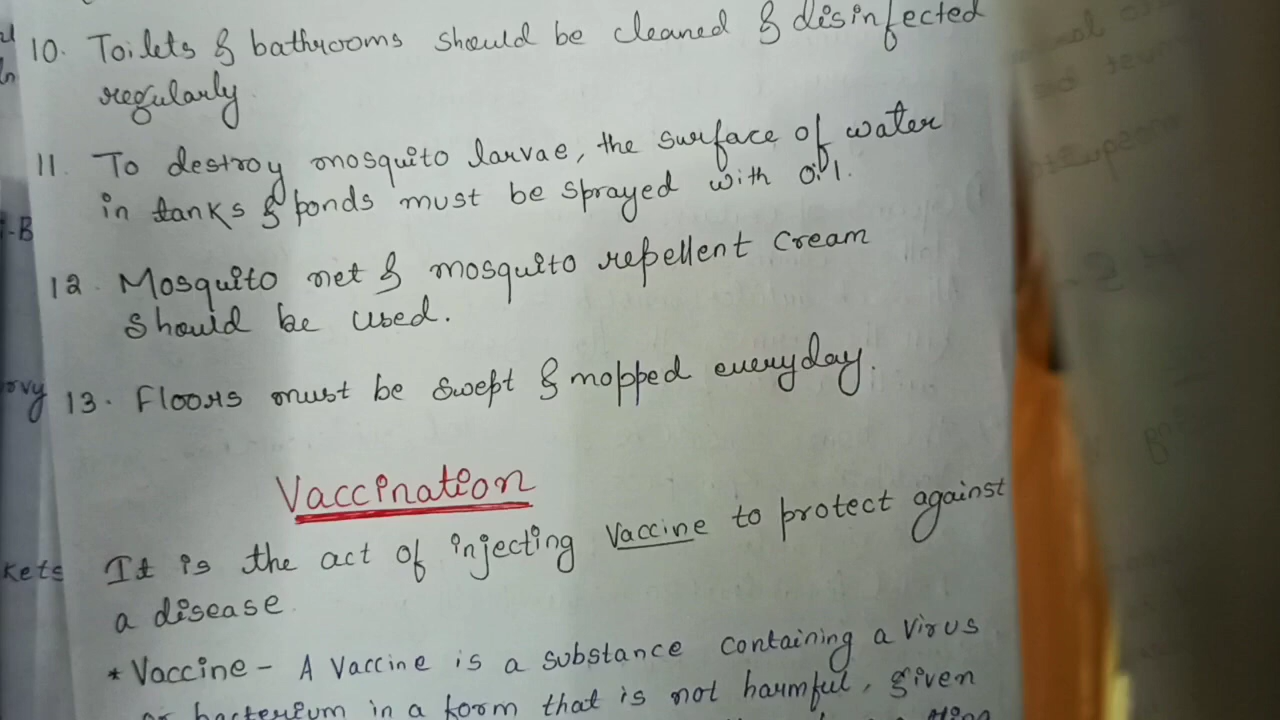 10. Toilets & bathrooms should be cleaned & disinfected
regularly.
11. To destroy mosquito larvae, the surface of water
in tanks & ponds must be sprayed with oil.
12. Mosquito net & mosquito repellent cream
should be used.
13. Floors must be swept & mopped everyday.
Vaccination
It is the act of injecting vaccine to protect against
a disease.
* Vaccine - A vaccine is a substance containing a virus
or bacterium in a form that is not harmful, given